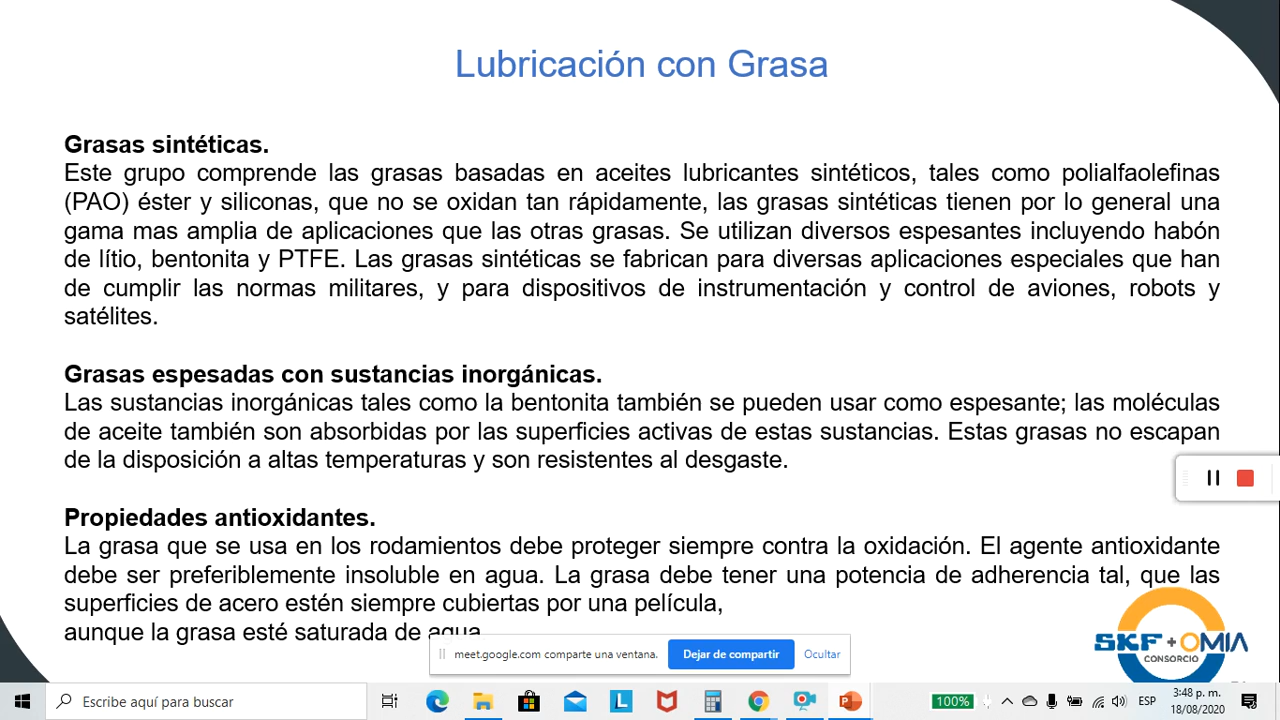 Lubricación con Grasa
Grasas sintéticas.
Este grupo comprende las grasas basadas en aceites lubricantes sintéticos, tales como polialfaolefinas
(PAO) éster y siliconas, que no se oxidan tan rápidamente, las grasas sintéticas tienen por lo general una
gama mas amplia de aplicaciones que las otras grasas. Se utilizan diversos espesantes incluyendo habón
de lítio, bentonita y PTFE. Las grasas sintéticas se fabrican para diversas aplicaciones especiales que han
de cumplir las normas militares, y para dispositivos de instrumentación y control de aviones, robots y
satélites.
Grasas espesadas con sustancias inorgánicas.
Las sustancias inorgánicas tales como la bentonita también se pueden usar como espesante; las moléculas
de aceite también son absorbidas por las superficies activas de estas sustancias. Estas grasas no escapan
de la disposición a altas temperaturas y son resistentes al desgaste.
Propiedades antioxidantes.
La grasa que se usa en los rodamientos debe proteger siempre contra la oxidación. El agente antioxidante
debe ser preferiblemente insoluble en agua. La grasa debe tener una potencia de adherencia tal, que las
superficies de acero estén siempre cubiertas por una película,
aunque la grasa esté saturada de agua
SKF + OMIA
CONSORCIO
meet.google.com comparte una ventana.
Dejar de compartir
Ocultar
Escribe aquí para buscar
100%
ESP
3:48 p. m.
18/08/2020